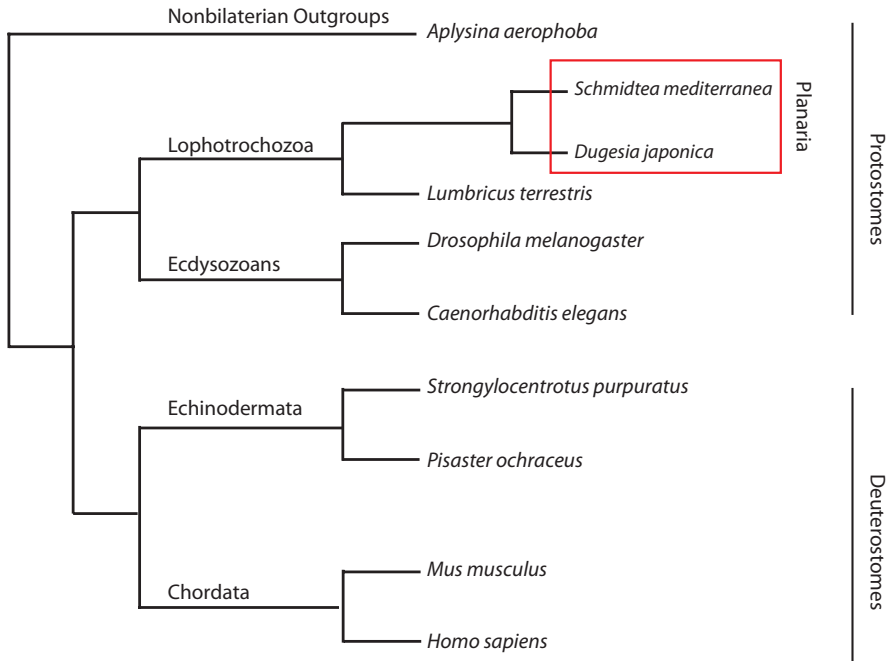 Nonbilaterian Outgroups
Aplysina aerophoba
Schmidtea mediterranea
Planaria
Lophotrochozoa
Dugesia japonica
Protostomes
Lumbricus terrestris
Drosophila melanogaster
Ecdysozoans
Caenorhabditis elegans
Strongylocentrotus purpuratus
Echinodermata
Pisaster ochraceus
Deuterostomes
Mus musculus
Chordata
Homo sapiens